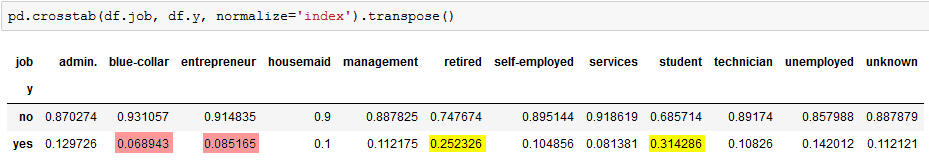 pd.crosstab(df.job, df.y, normalize='index').transpose()
job admin. blue-collar entrepreneur housemaid management retired self-employed services student technician unemployed unknown
y
no 0.870274 0.931057 0.914835 0.9 0.887825 0.747674 0.895144 0.918619 0.685714 0.89174 0.857988 0.887879
yes 0.129726 0.068943 0.085165 0.1 0.112175 0.252326 0.104856 0.081381 0.314286 0.10826 0.142012 0.112121